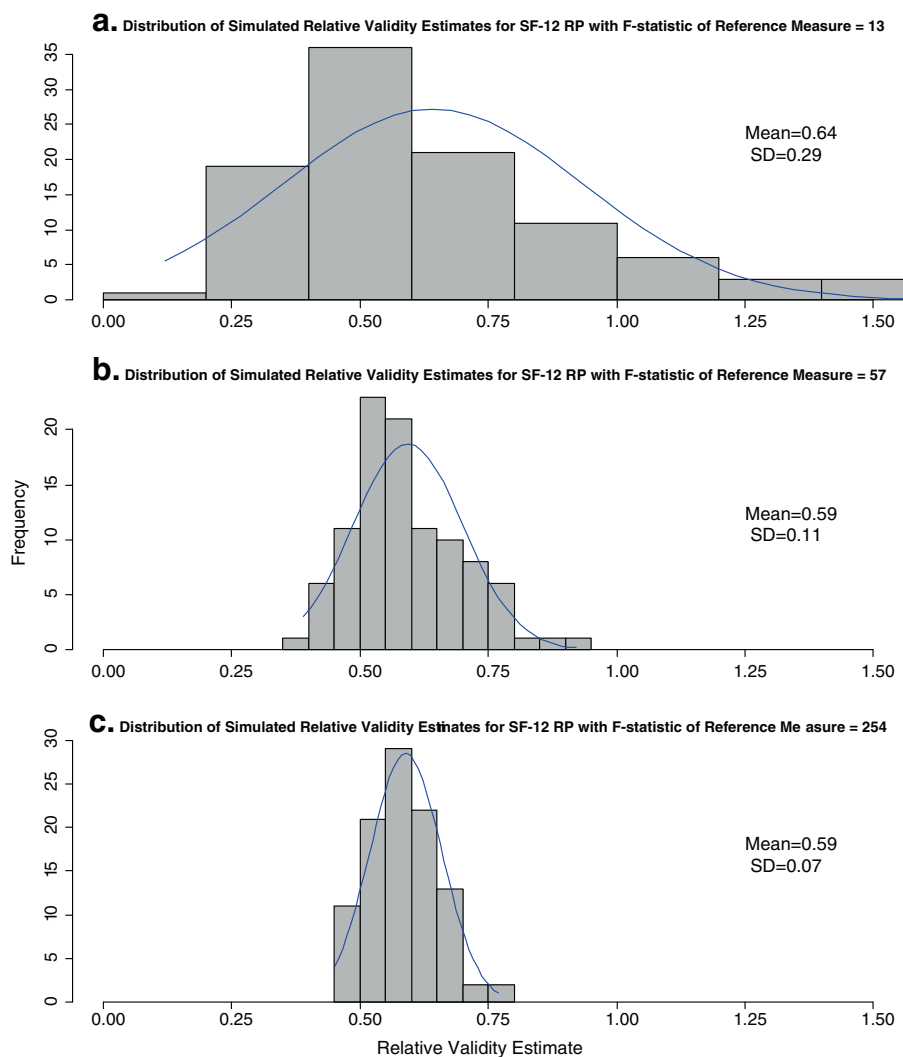 a. Distribution of Simulated Relative Validity Estimates for SF-12 RP with F-statistic of Reference Measure = 13
35
30
25
20
15
10
5
0
Mean=0.64
SD=0.29
0.00 0.25 0.50 0.75 1.00 1.25 1.50
b. Distribution of Simulated Relative Validity Estimates for SF-12 RP with F-statistic of Reference Measure = 57
Frequency
20
15
10
5
0
Mean=0.59
SD=0.11
0.00 0.25 0.50 0.75 1.00 1.25 1.50
c. Distribution of Simulated Relative Validity Estimates for SF-12 RP with F-statistic of Reference Me asure = 254
30
25
20
15
10
5
0
Mean=0.59
SD=0.07
0.00 0.25 0.50 0.75 1.00 1.25 1.50
Relative Validity Estimate